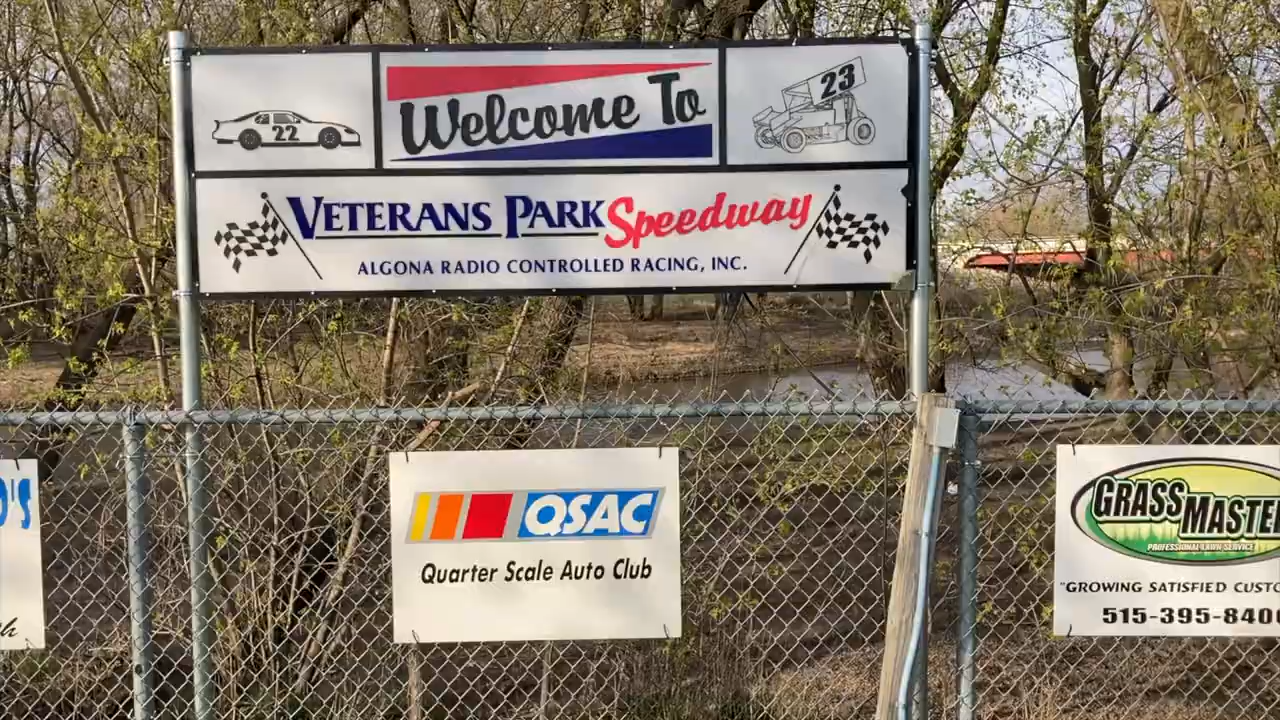 Welcome To
22
23
VETERANS PARK Speedway
ALGONA RADIO CONTROLLED RACING, INC.
QSAC
Quarter Scale Auto Club
GRASS MASTE
PROFESSIONAL LAWN SERVICE
"GROWING SATISFIED CUSTO
515-395-840
'S